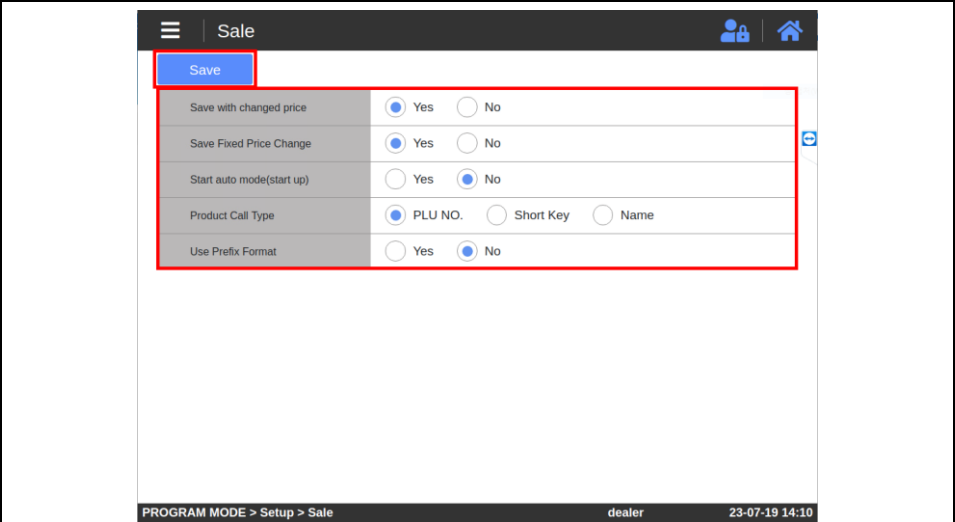 Sale
Save
Save with changed price Yes No
Save Fixed Price Change Yes No
Start auto mode(start up) Yes No
Product Call Type PLU NO. Short Key Name
Use Prefix Format Yes No
PROGRAM MODE > Setup > Sale dealer 23-07-19 14:10